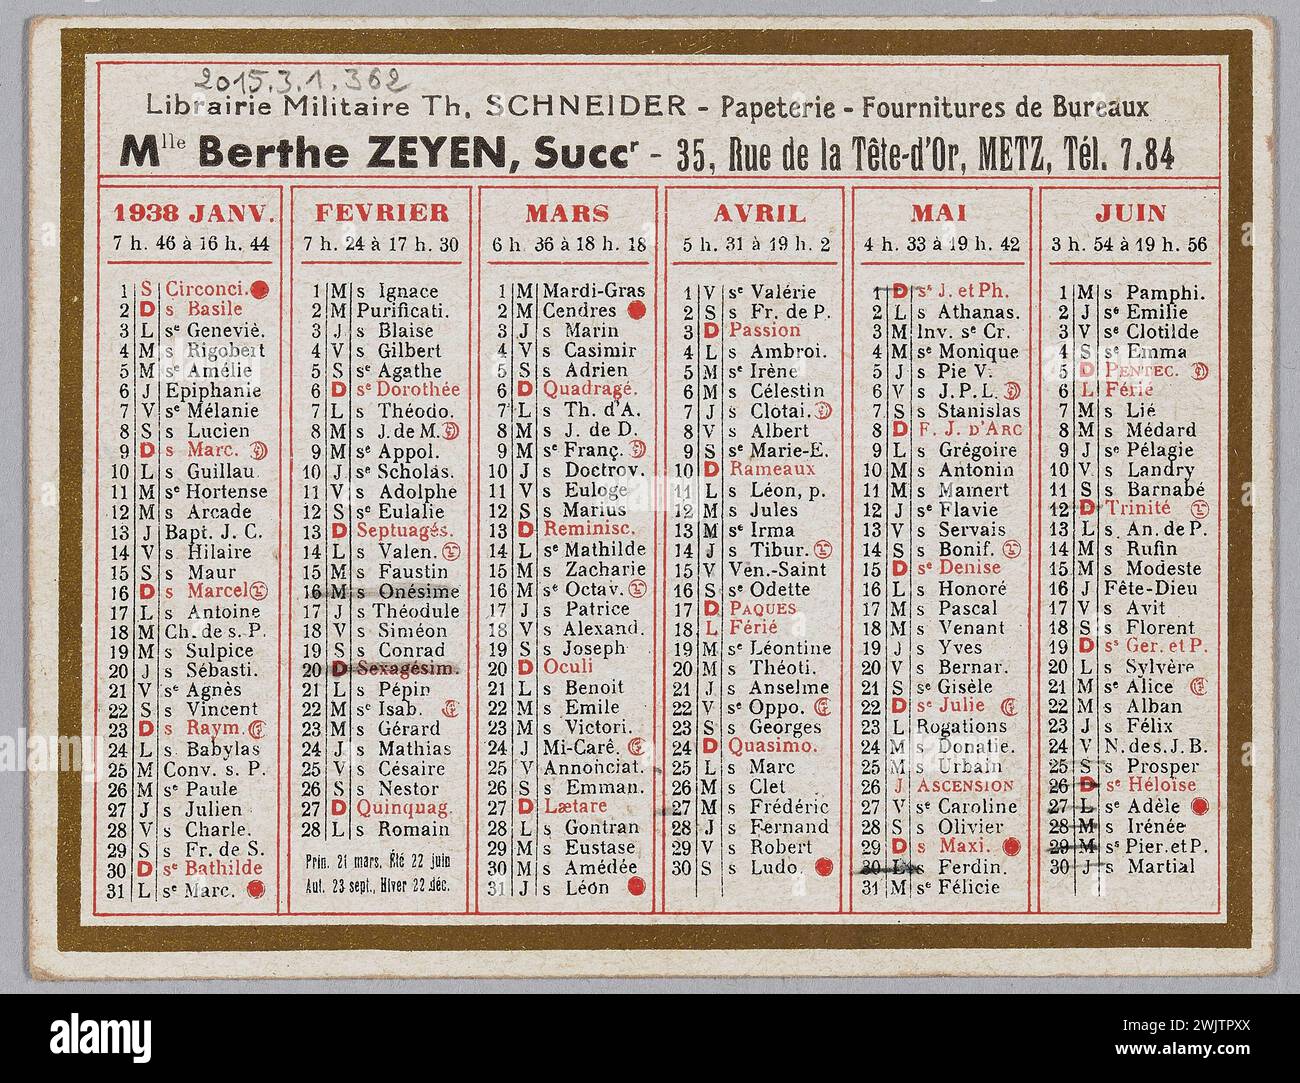 2015.3.1.362
Librairie Militaire Th. SCHNEIDER - Papeterie - Fournitures de Bureaux
Mlle Berthe ZEYEN, Succr - 35, Rue de la Tête-d'Or, METZ, Tél. 7.84
1938 JANV.
7 h. 46 à 16 h. 44
1 S Circonci.
2 D s Basile
3 L se Geneviè.
4 M s Rigobert
5 M se Amélie
6 J Epiphanie
7 V se Mélanie
8 S s Lucien
9 D s Marc.
10 L s Guillau.
11 M se Hortense
12 M s Arcade
13 J Bapt. J. C.
14 V s Hilaire
15 S s Maur
16 D s Marcel
17 L s Antoine
18 M Ch. de s. P.
19 M s Sulpice
20 J s Sébasti.
21 V se Agnès
22 S s Vincent
23 D s Raym.
24 L s Babylas
25 M Conv. s. P.
26 M se Paule
27 J s Julien
28 V s Charle.
29 S s Fr. de S.
30 D se Bathilde
31 L se Marc.
FEVRIER
7 h. 24 à 17 h. 30
1 M s Ignace
2 M Purificati.
3 J s Blaise
4 V s Gilbert
5 S se Agathe
6 D se Dorothée
7 L s Théodo.
8 M s J. de M.
9 M se Appol.
10 J se Scholas.
11 V s Adolphe
12 S se Eulalie
13 D Septuagés.
14 L s Valen.
15 M s Faustin
16 M s Onésime
17 J s Théodule
18 V s Siméon
19 S s Conrad
20 D Sexagésim.
21 L s Pépin
22 M se Isab.
23 M s Gérard
24 J s Mathias
25 V s Césaire
26 S s Nestor
27 D Quinquag.
28 L s Romain
Prin. 21 mars. Été 22 juin
Aut. 23 sept., Hiver 22 déc.
MARS
6 h. 36 à 18 h. 18
1 M Mardi-Gras
2 M Cendres
3 J s Marin
4 V s Casimir
5 S s Adrien
6 D Quadragé.
7 L s Th. d'A.
8 M s J. de D.
9 M se Franç.
10 J s Doctrov.
11 V s Euloge
12 S s Marius
13 D Reminisc.
14 L se Mathilde
15 M s Zacharie
16 M se Octav.
17 J s Patrice
18 V s Alexand.
19 S s Joseph
20 D Oculi
21 L s Benoit
22 M s Emile
23 M s Victori.
24 J Mi-Carê.
25 V Annonciat.
26 S s Emman.
27 D Lætare
28 L s Gontran
29 M s Eustase
30 M s Amédée
31 J s Léon
AVRIL
5 h. 31 à 19 h. 2
1 V se Valérie
2 S s Fr. de P.
3 D Passion
4 L s Ambroi.
5 M se Irène
6 M s Célestin
7 J s Clotai.
8 V s Albert
9 S se Marie-E.
10 D Rameaux
11 L s Léon, p.
12 M s Jules
13 M se Irma
14 J s Tibur.
15 V Ven.-Saint
16 S se Odette
17 D PAQUES
18 L Férié
19 M se Léontine
20 M s Théoti.
21 J s Anselme
22 V se Oppo.
23 S s Georges
24 D Quasimo.
25 L s Marc
26 M s Clet
27 M s Frédéric
28 J s Fernand
29 V s Robert
30 S s Ludo.
MAI
4 h. 33 à 19 h. 42
1 D ss J. et Ph.
2 L s Athanas.
3 M Inv. se Cr.
4 M se Monique
5 J s Pie V.
6 V s J. P. L.
7 S s Stanislas
8 D F. J. D'ARC
9 L s Grégoire
10 M s Antonin
11 M s Mamert
12 J se Flavie
13 V s Servais
14 S s Bonif.
15 D se Denise
16 L s Honoré
17 M s Pascal
18 M s Venant
19 J s Yves
20 V s Bernar.
21 S se Gisèle
22 D se Julie
23 L Rogations
24 M s Donatie.
25 M s Urbain
26 J ASCENSION
27 V se Caroline
28 S s Olivier
29 D s Maxi.
30 L s Ferdin.
31 M se Félicie
JUIN
3 h. 54 à 19 h. 56
1 M s Pamphi.
2 J se Emilie
3 V se Clotilde
4 S se Emma
5 D PENTEC.
6 L Férié
7 M s Lié
8 M s Médard
9 J se Pélagie
10 V s Landry
11 S s Barnabé
12 D Trinité
13 L s An. de P.
14 M s Rufin
15 M s Modeste
16 J Fête-Dieu
17 V s Avit
18 S s Florent
19 D ss Ger. et P.
20 L s Sylvère
21 M se Alice
22 M s Alban
23 J s Félix
24 V N. des. J. B.
25 S s Prosper
26 D se Héloïse
27 L se Adèle
28 M s Irénée
29 M ss Pier. et P.
30 J s Martial
alamy
Image ID: 2WJTPXX
www.alamy.com